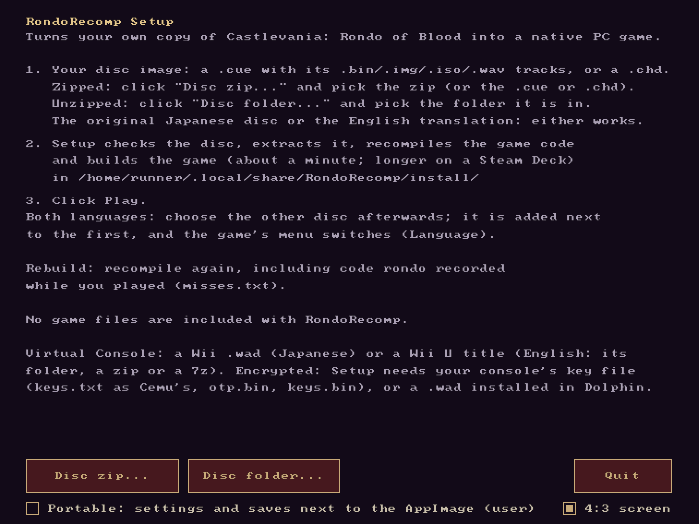 RondoRecomp Setup
Turns your own copy of Castlevania: Rondo of Blood into a native PC game.
1. Your disc image: a .cue with its .bin/.img/.iso/.wav tracks, or a .chd.
Zipped: click "Disc zip..." and pick the zip (or the .cue or .chd).
Unzipped: click "Disc folder..." and pick the folder it is in.
The original Japanese disc or the English translation: either works.
2. Setup checks the disc, extracts it, recompiles the game code
and builds the game (about a minute; longer on a Steam Deck)
in /home/runner/.local/share/RondoRecomp/install/
3. Click Play.
Both languages: choose the other disc afterwards; it is added next
to the first, and the game's menu switches (Language).
Rebuild: recompile again, including code rondo recorded
while you played (misses.txt).
No game files are included with RondoRecomp.
Virtual Console: a Wii .wad (Japanese) or a Wii U title (English: its
folder, a zip or a 7z). Encrypted: Setup needs your console's key file
(keys.txt as Cemu's, otp.bin, keys.bin), or a .wad installed in Dolphin.
Disc zip... Disc folder... Quit
Portable: settings and saves next to the AppImage (user) 4:3 screen